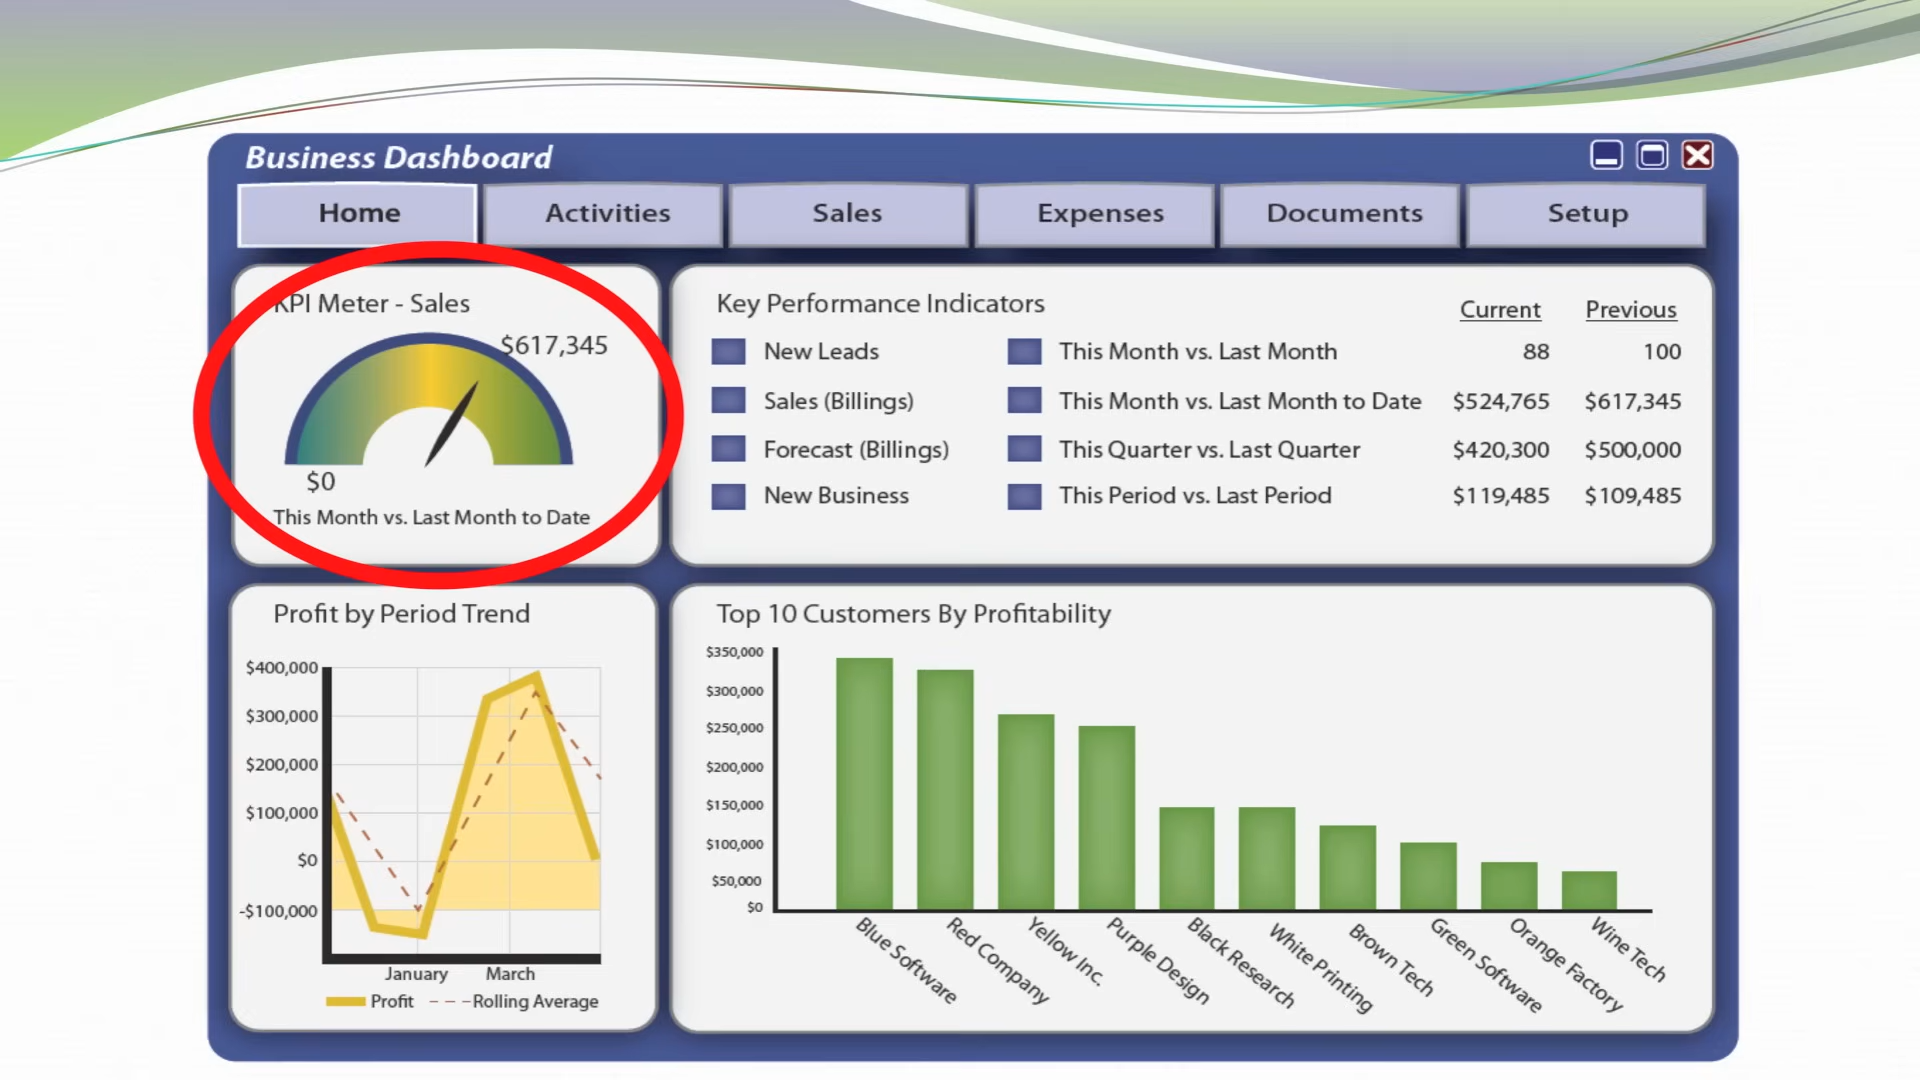 Business Dashboard
Home
Activities
Sales
Expenses
Documents
Setup
KPI Meter - Sales
$617,345
$0
This Month vs. Last Month to Date
Key Performance Indicators
Current
Previous
New Leads
This Month vs. Last Month
88
100
Sales (Billings)
This Month vs. Last Month to Date
$524,765
$617,345
Forecast (Billings)
This Quarter vs. Last Quarter
$420,300
$500,000
New Business
This Period vs. Last Period
$119,485
$109,485
Profit by Period Trend
$400,000
$300,000
$200,000
$100,000
$0
-$100,000
January
March
Profit
Rolling Average
Top 10 Customers By Profitability
$350,000
$300,000
$250,000
$200,000
$150,000
$100,000
$50,000
$0
Blue Software
Red Company
Yellow Inc.
Purple Design
Black Research
White Printing
Brown Tech
Green Software
Orange Factory
Wine Tech